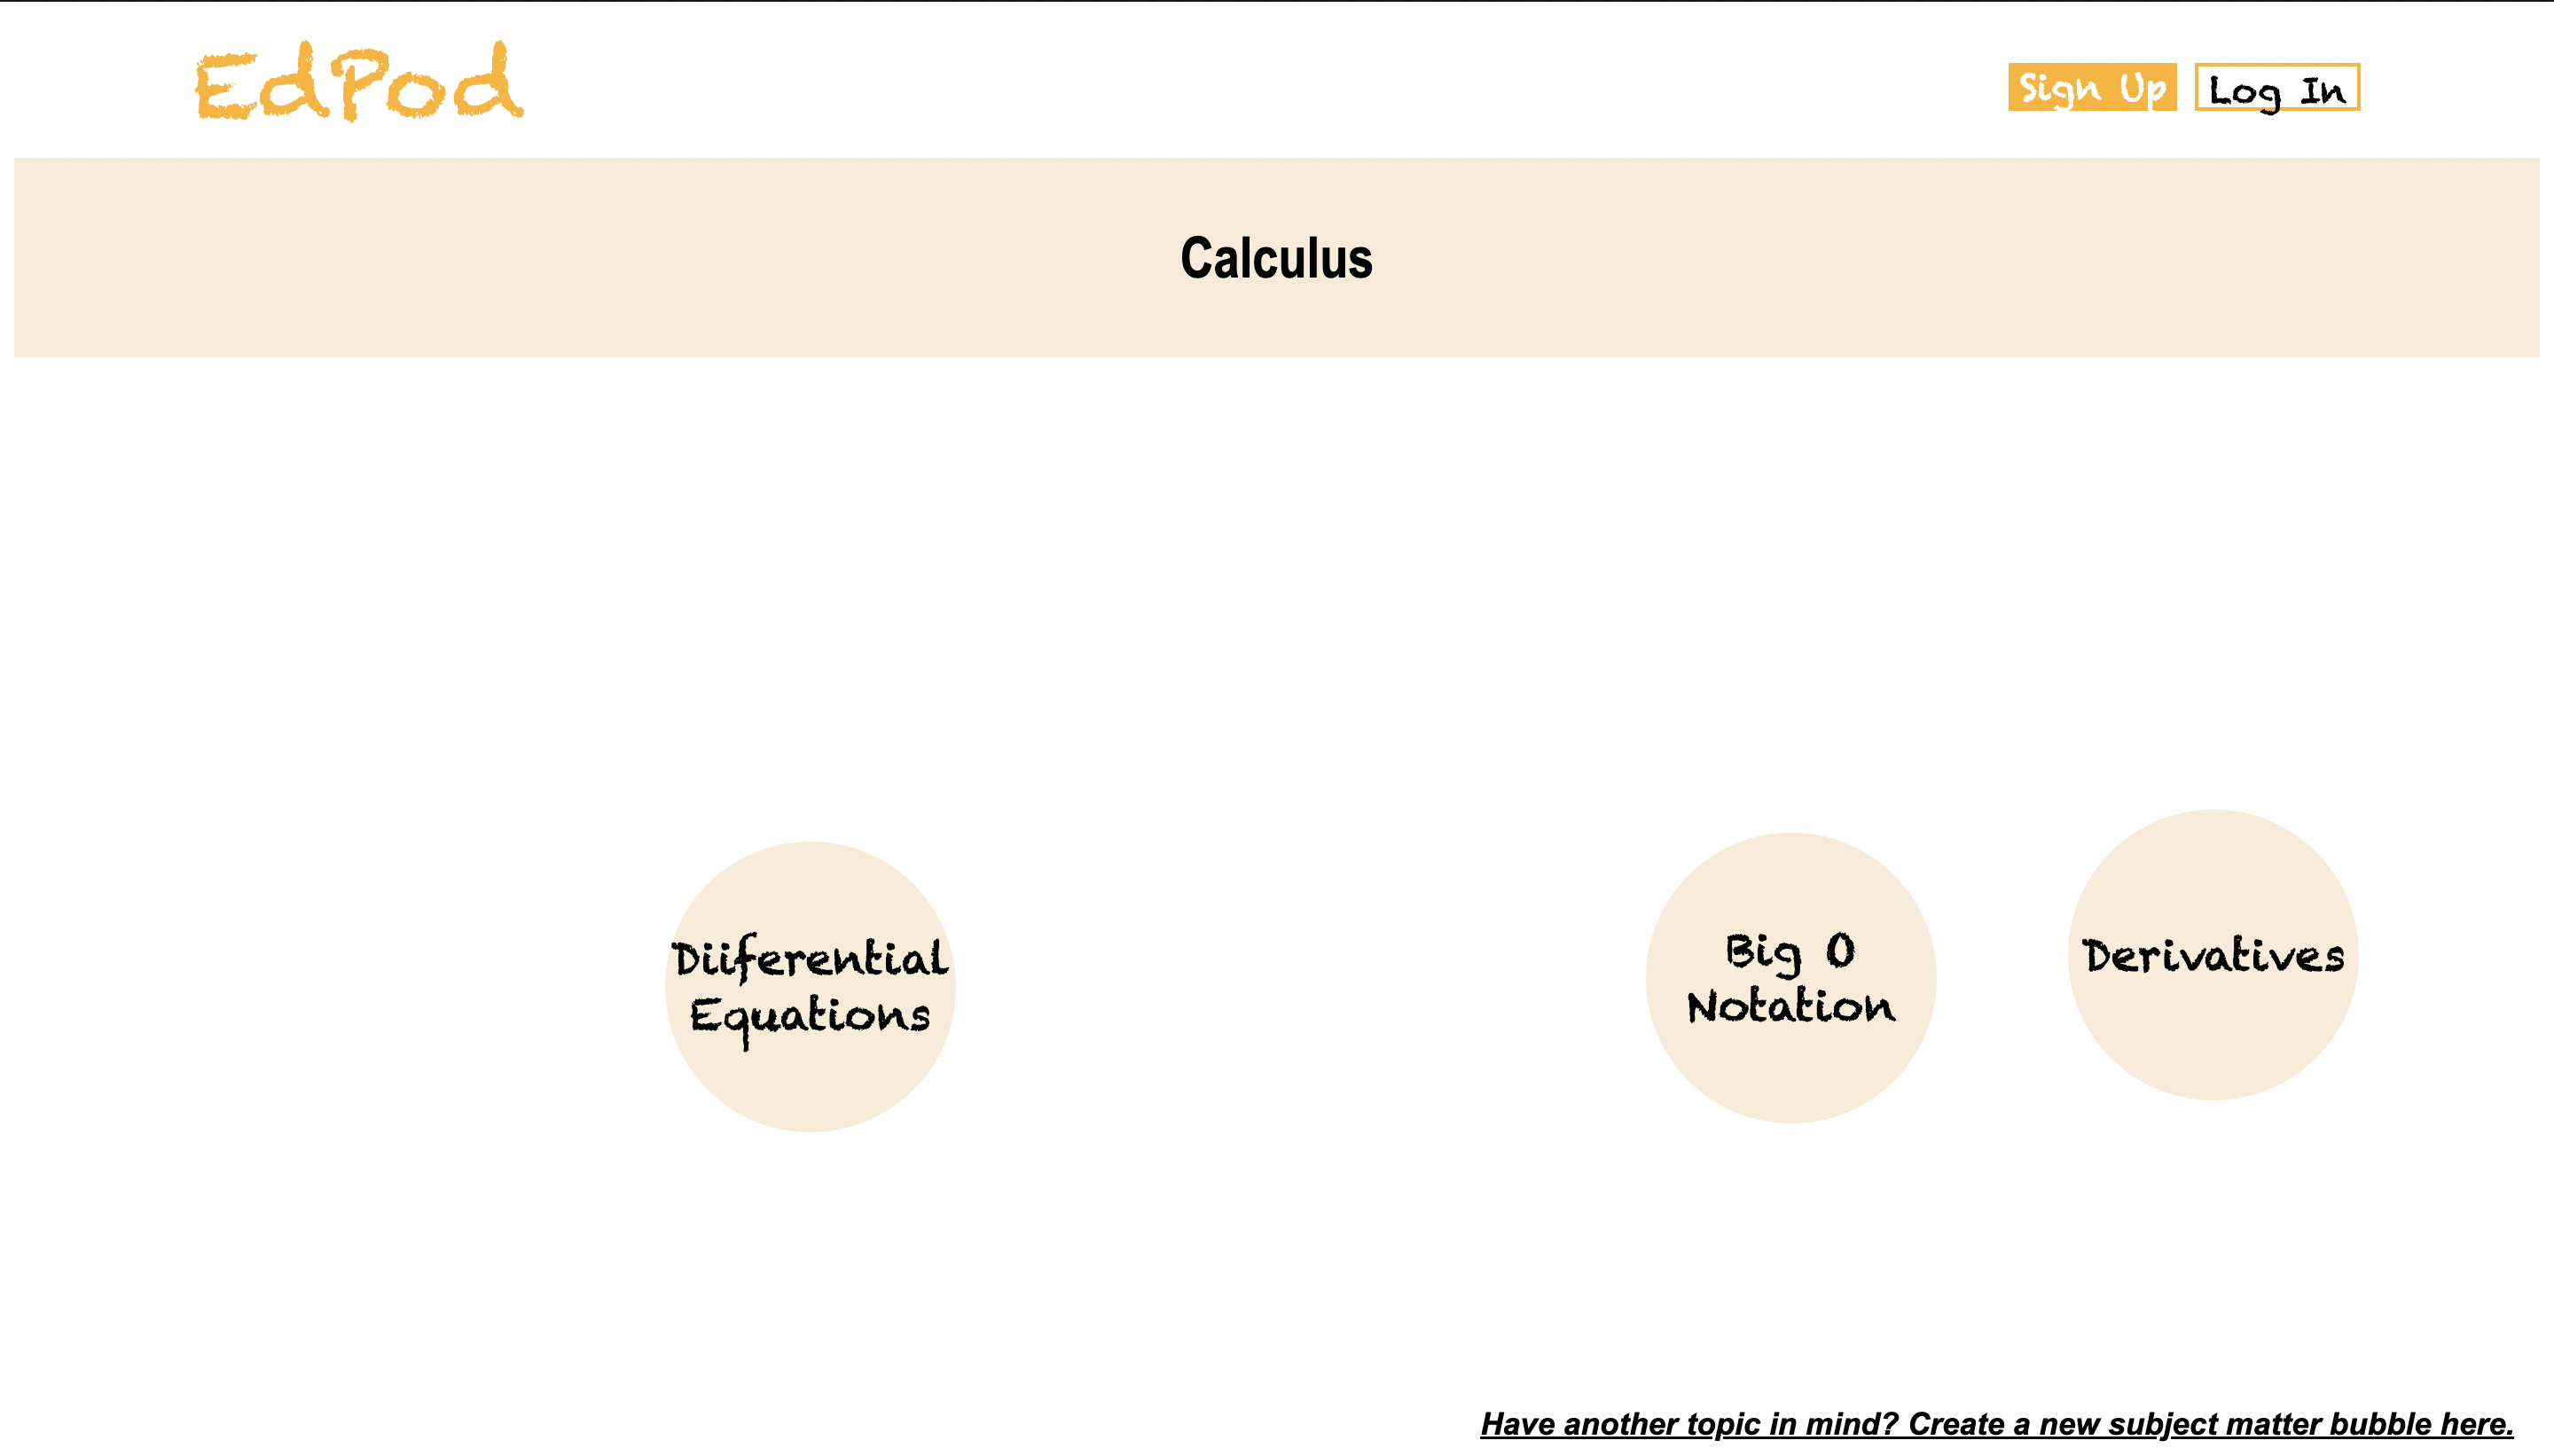 EdPod
Sign Up
Log In
Calculus
Diiferential
Equations
Big O
Notation
Derivatives
Have another topic in mind? Create a new subject matter bubble here.